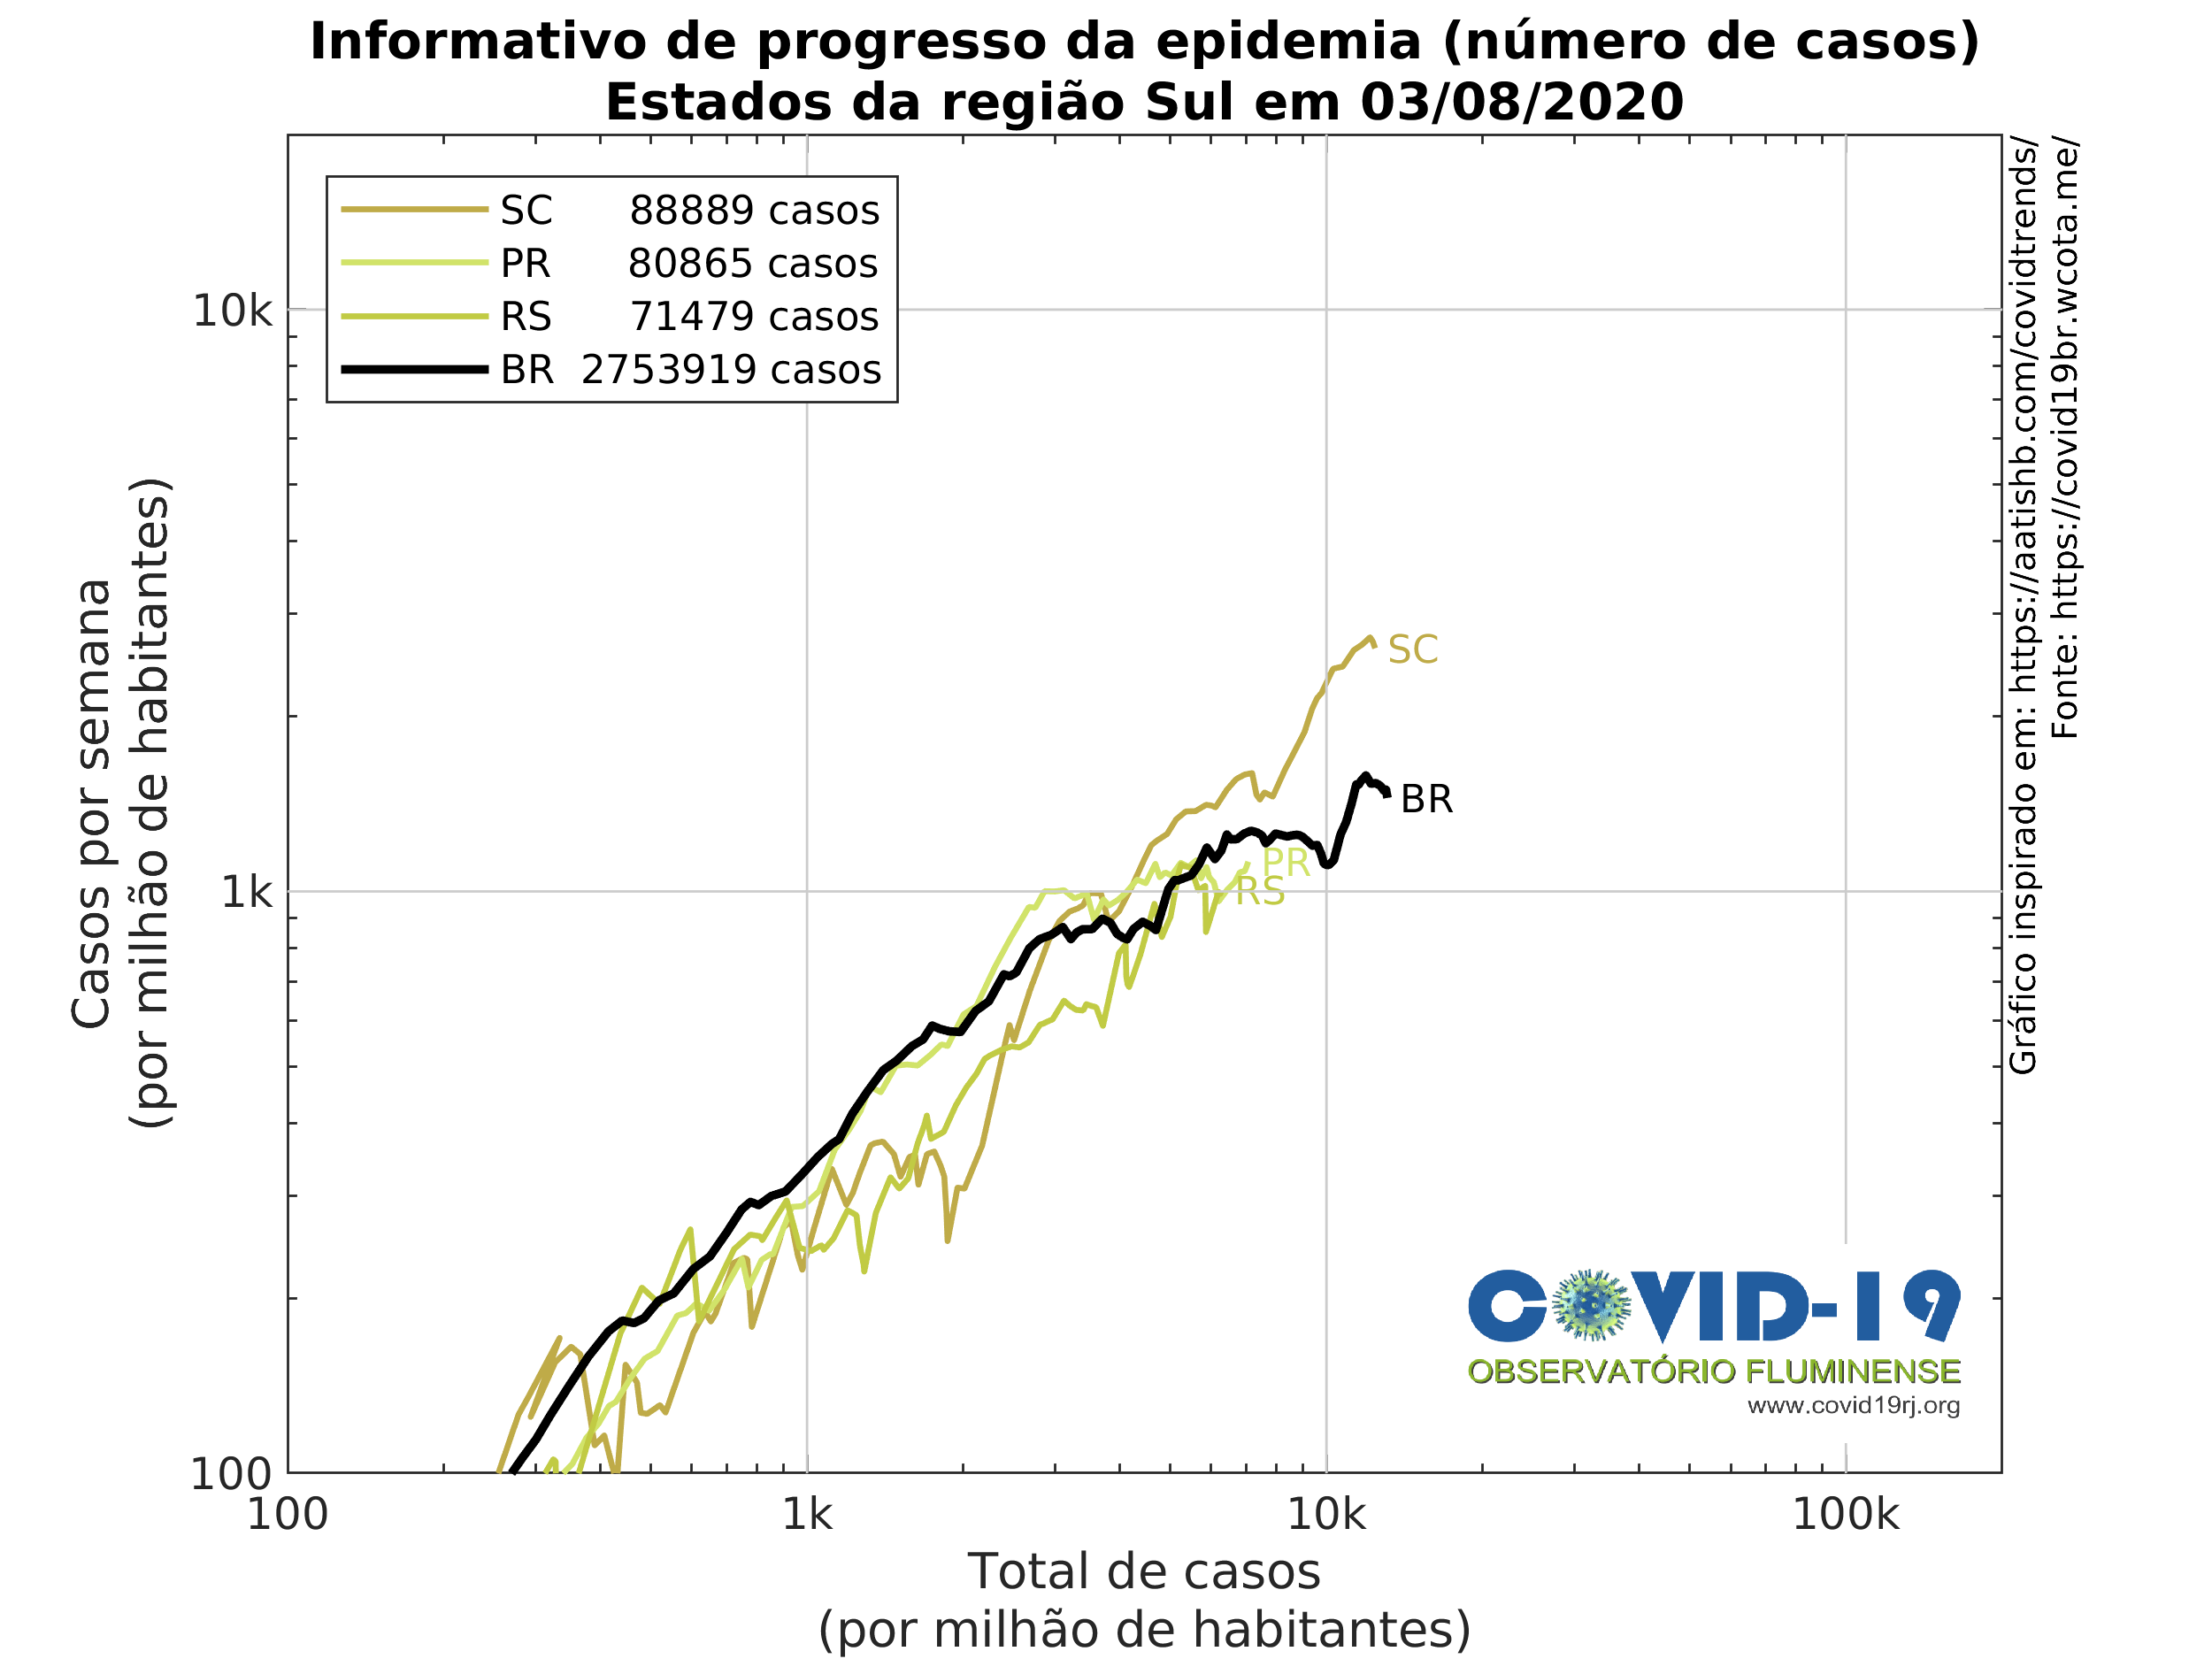 Informativo de progresso da epidemia (número de casos)
Estados da região Sul em 03/08/2020
SC 88889 casos
PR 80865 casos
RS 71479 casos
BR 2753919 casos
10k
1k
100
Casos por semana
(por milhão de habitantes)
SC
BR
PR
RS
Gráfico inspirado em: https://aatishb.com/covidtrends/
Fonte: https://covid19br.wcota.me/
COVID-19
OBSERVATÓRIO FLUMINENSE
www.covid19rj.org
100
1k
10k
100k
Total de casos
(por milhão de habitantes)